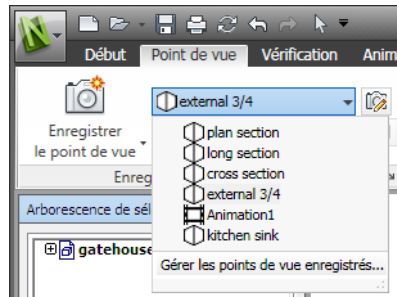 Début Point de vue Vérification Anim
external 3/4
Enregistrer
le point de vue
plan section
long section
cross section
external 3/4
Animation1
kitchen sink
Gérer les points de vue enregistrés...
Enreg
Arborescence de sél
gatehouse